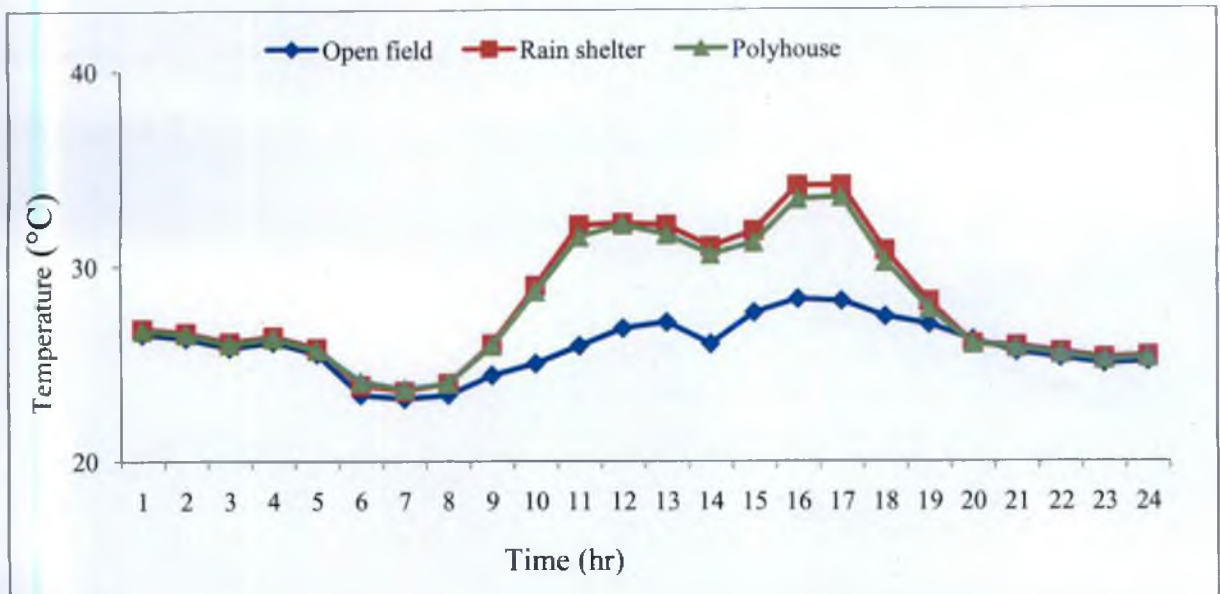 Open field Rain shelter Polyhouse
40
30
20
Temperature (°C)
1 2 3 4 5 6 7 8 9 10 11 12 13 14 15 16 17 18 19 20 21 22 23 24
Time (hr)